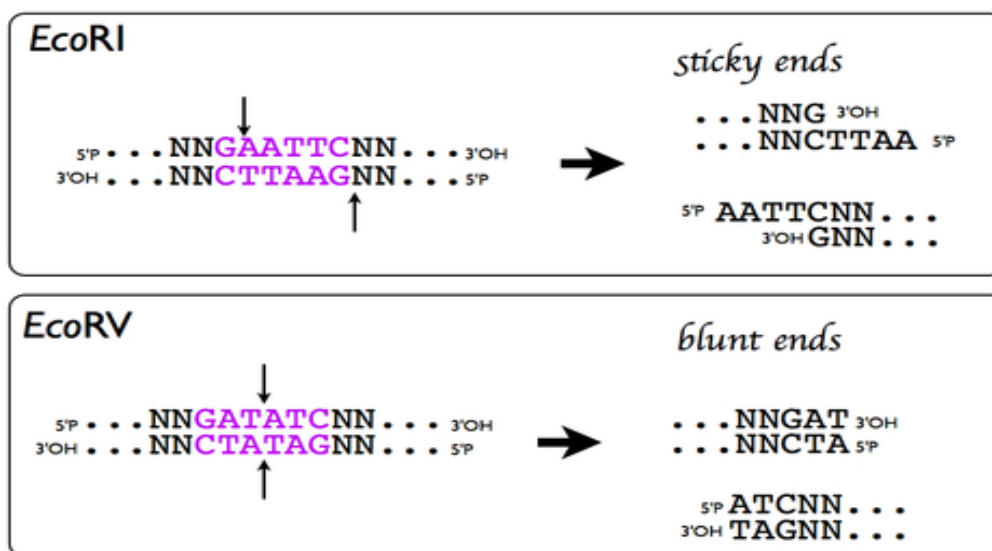 EcoRI
sticky ends
...NNG 3'OH
...NNCTTAA 5'P
5'P...NNGAATTCNN...3'OH
3'OH...NNCTTAAGNN...5'P
5'P AATTCNN...
3'OH GNN...
EcoRV
blunt ends
5'P...NNGATATCNN...3'OH
3'OH...NNCTATAGNN...5'P
...NNGAT 3'OH
...NNCTA 5'P
5'P ATCNN...
3'OH TAGNN...